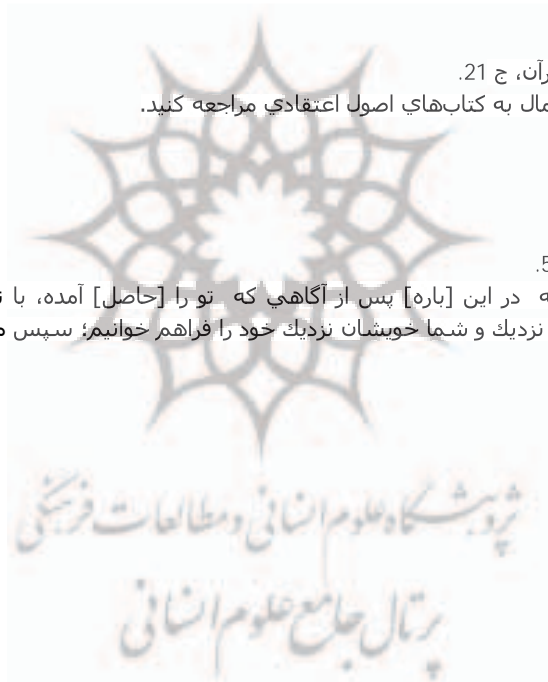 رآن، ج 21.
مال به کتاب‌هاي اصول اعتقادي مراجعه کنيد.
5.
ه در اين [باره] پس از آگاهي که تو را [حاصل] آمده، با
نزديك و شما خويشان نزديك خود را فراهم خوانيم؛ سپس
پژوهشگاه علوم انسانی و مطالعات فرهنگی
پرتال جامع علوم انسانی